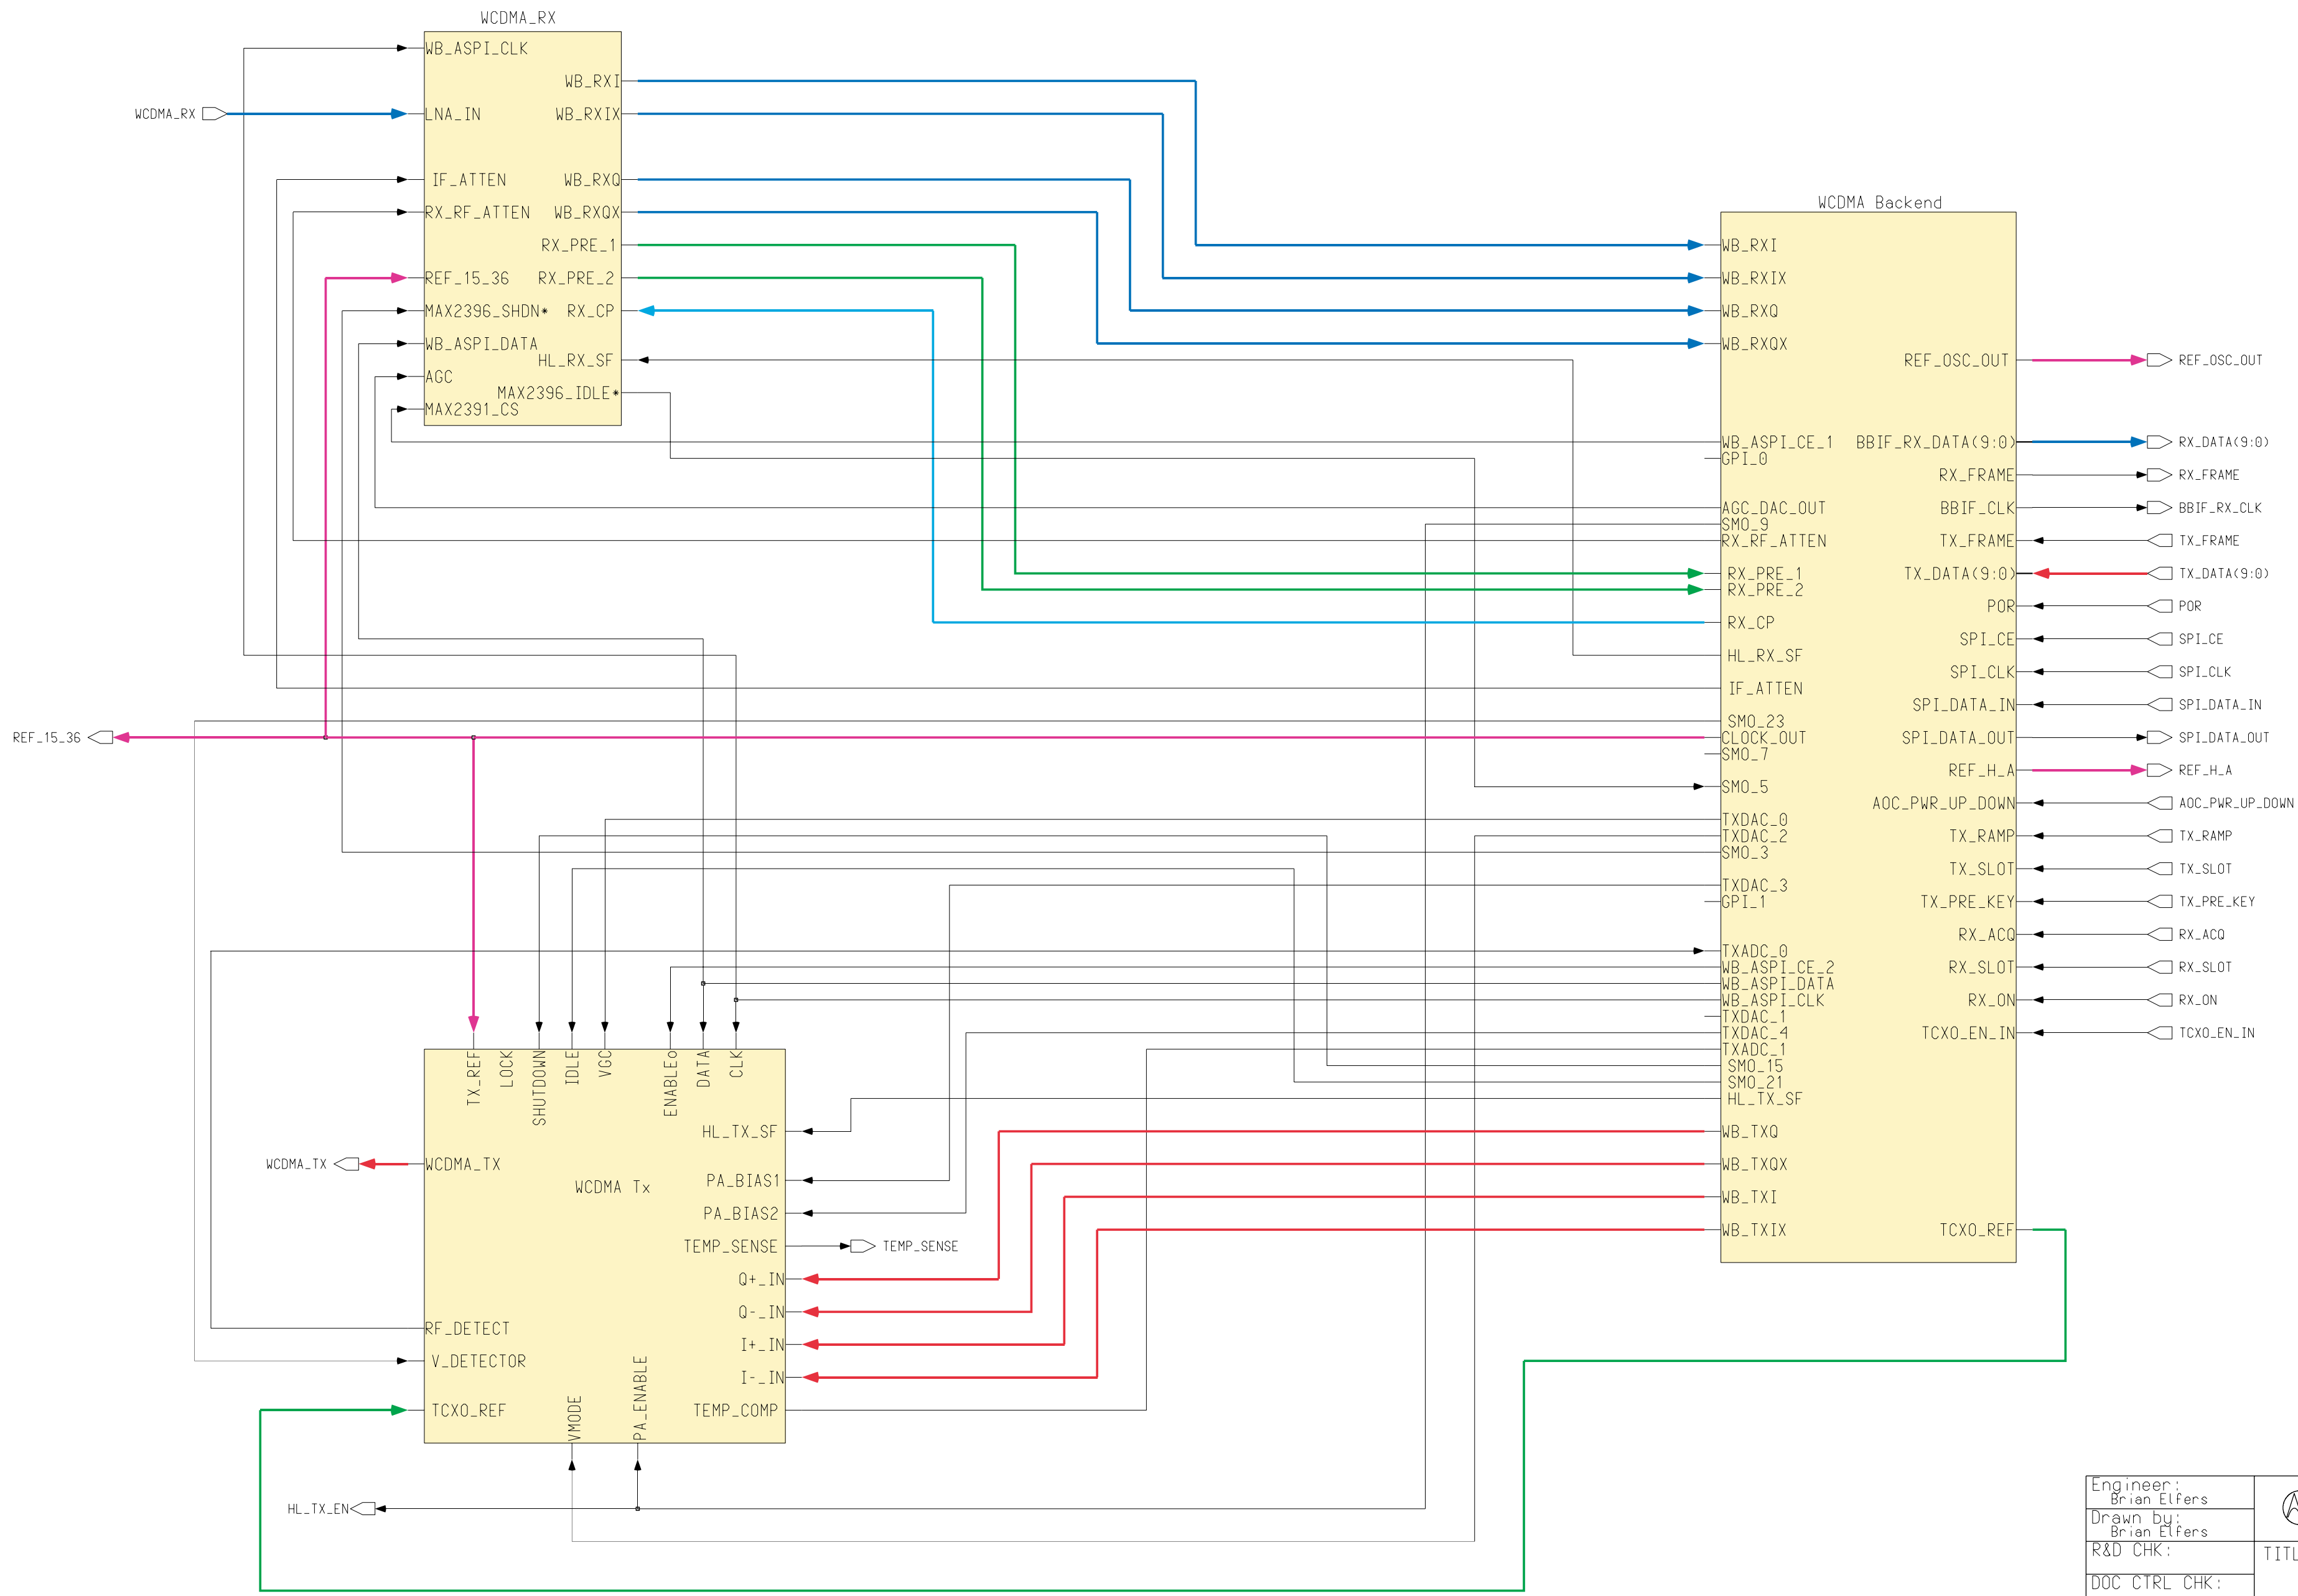 WCDMA_RX
WB_ASPI_CLK
WB_RXI
WCDMA_RX
LNA_IN
WB_RXIX
IF_ATTEN
WB_RXQ
RX_RF_ATTEN
WB_RXQX
RX_PRE_1
REF_15_36
RX_PRE_2
MAX2396_SHDN*
RX_CP
WB_ASPI_DATA
HL_RX_SF
AGC
MAX2396_IDLE*
MAX2391_CS
WCDMA Backend
WB_RXI
WB_RXIX
WB_RXQ
WB_RXQX
REF_OSC_OUT
REF_OSC_OUT
WB_ASPI_CE_1
BBIF_RX_DATA(9:0)
RX_DATA(9:0)
GPI_0
RX_FRAME
RX_FRAME
AGC_DAC_OUT
BBIF_CLK
BBIF_RX_CLK
SMO_9
RX_RF_ATTEN
TX_FRAME
TX_FRAME
RX_PRE_1
TX_DATA(9:0)
TX_DATA(9:0)
RX_PRE_2
POR
POR
RX_CP
SPI_CE
SPI_CE
HL_RX_SF
SPI_CLK
SPI_CLK
IF_ATTEN
SPI_DATA_IN
SPI_DATA_IN
SMO_23
REF_15_36
CLOCK_OUT
SPI_DATA_OUT
SPI_DATA_OUT
SMO_7
REF_H_A
REF_H_A
SMO_5
AOC_PWR_UP_DOWN
AOC_PWR_UP_DOWN
TXDAC_0
TXDAC_2
TX_RAMP
TX_RAMP
SMO_3
TX_SLOT
TX_SLOT
TXDAC_3
GPI_1
TX_PRE_KEY
TX_PRE_KEY
RX_ACQ
RX_ACQ
TXADC_0
WB_ASPI_CE_2
RX_SLOT
RX_SLOT
WB_ASPI_DATA
WB_ASPI_CLK
RX_ON
RX_ON
TXDAC_1
TXDAC_4
TCXO_EN_IN
TCXO_EN_IN
TXADC_1
SMO_15
SMO_21
HL_TX_SF
WB_TXQ
WB_TXQX
WB_TXI
WB_TXIX
TCXO_REF
TX_REF
LOCK
SHUTDOWN
IDLE
VGC
ENABLEo
DATA
CLK
HL_TX_SF
WCDMA_TX
WCDMA_TX
WCDMA Tx
PA_BIAS1
PA_BIAS2
TEMP_SENSE
TEMP_SENSE
Q+_IN
Q-_IN
RF_DETECT
I+_IN
V_DETECTOR
I-_IN
TCXO_REF
VMODE
PA_ENABLE
TEMP_COMP
HL_TX_EN
Engineer:
Brian Elfers
Drawn by:
Brian Elfers
R&D CHK:
TITL
DOC CTRL CHK: